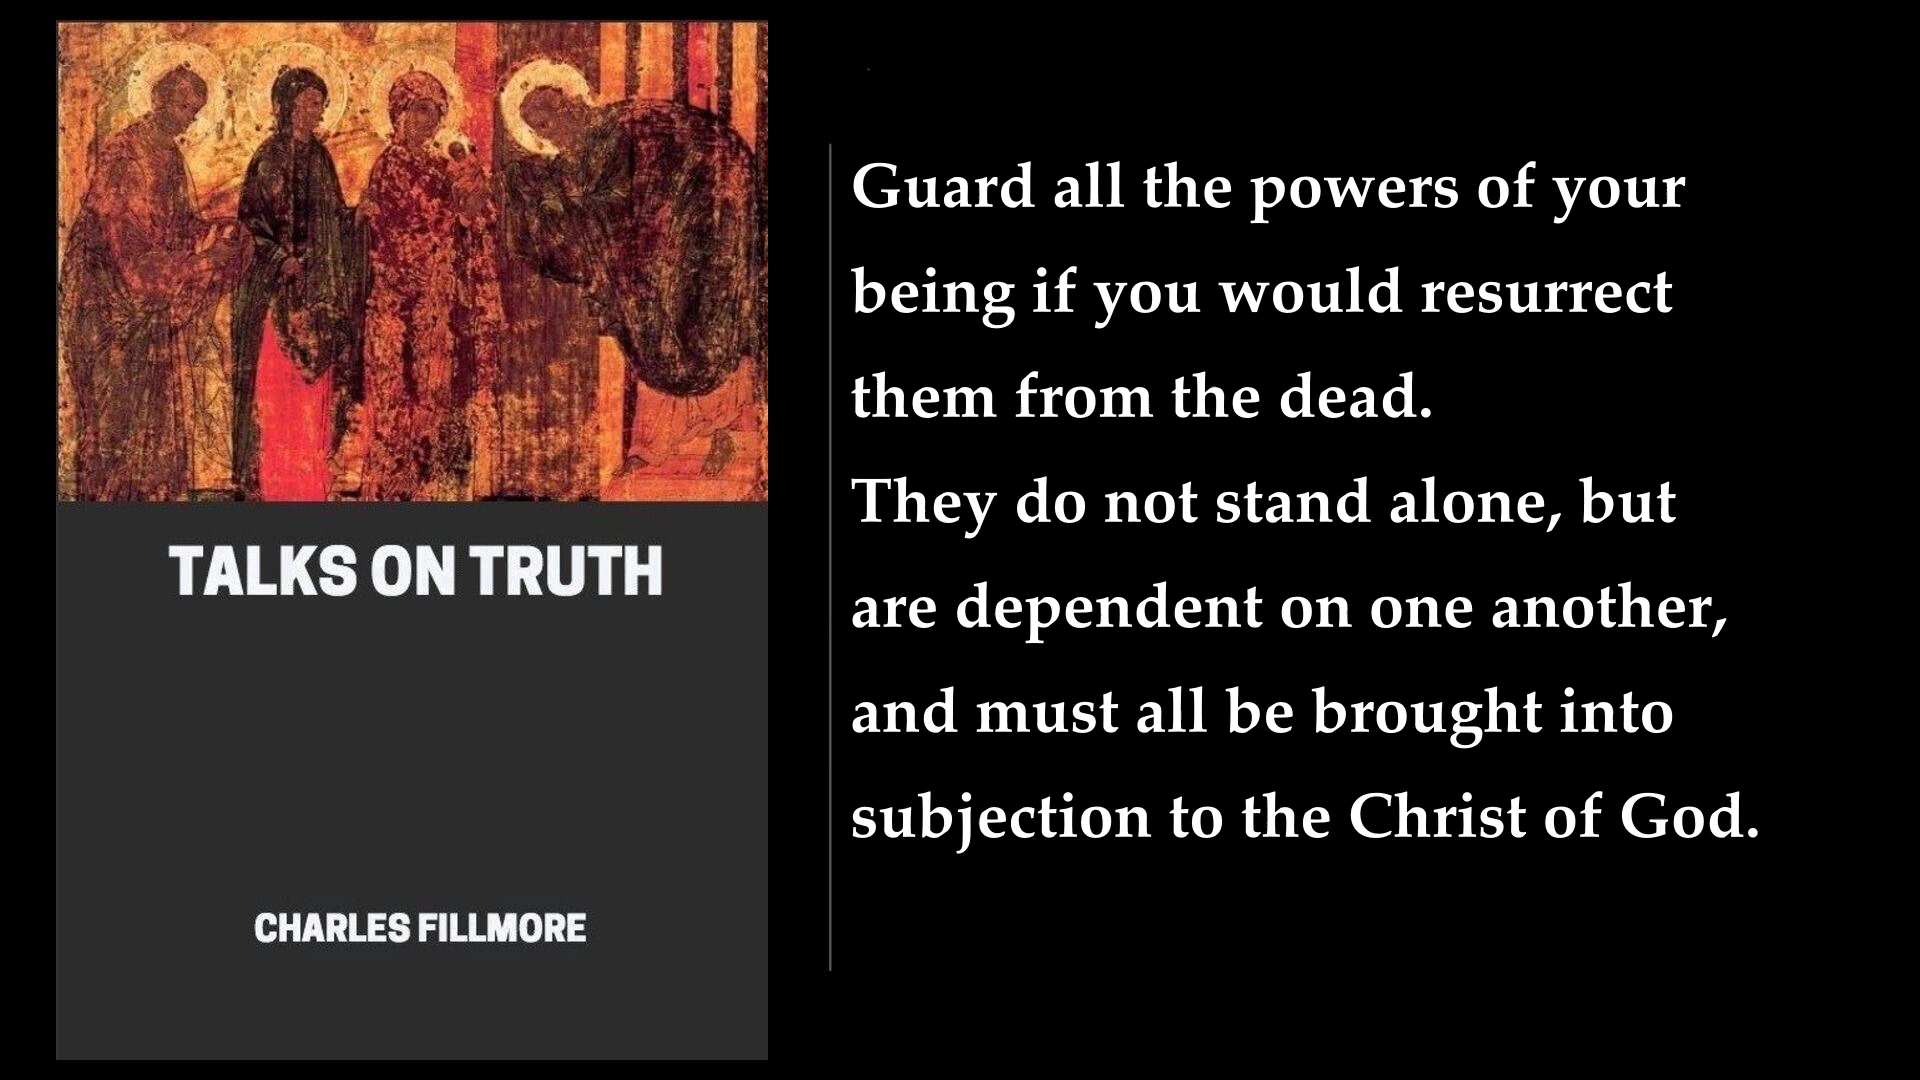 TALKS ON TRUTH
CHARLES FILLMORE
Guard all the powers of your
being if you would resurrect
them from the dead.
They do not stand alone, but
are dependent on one another,
and must all be brought into
subjection to the Christ of God.